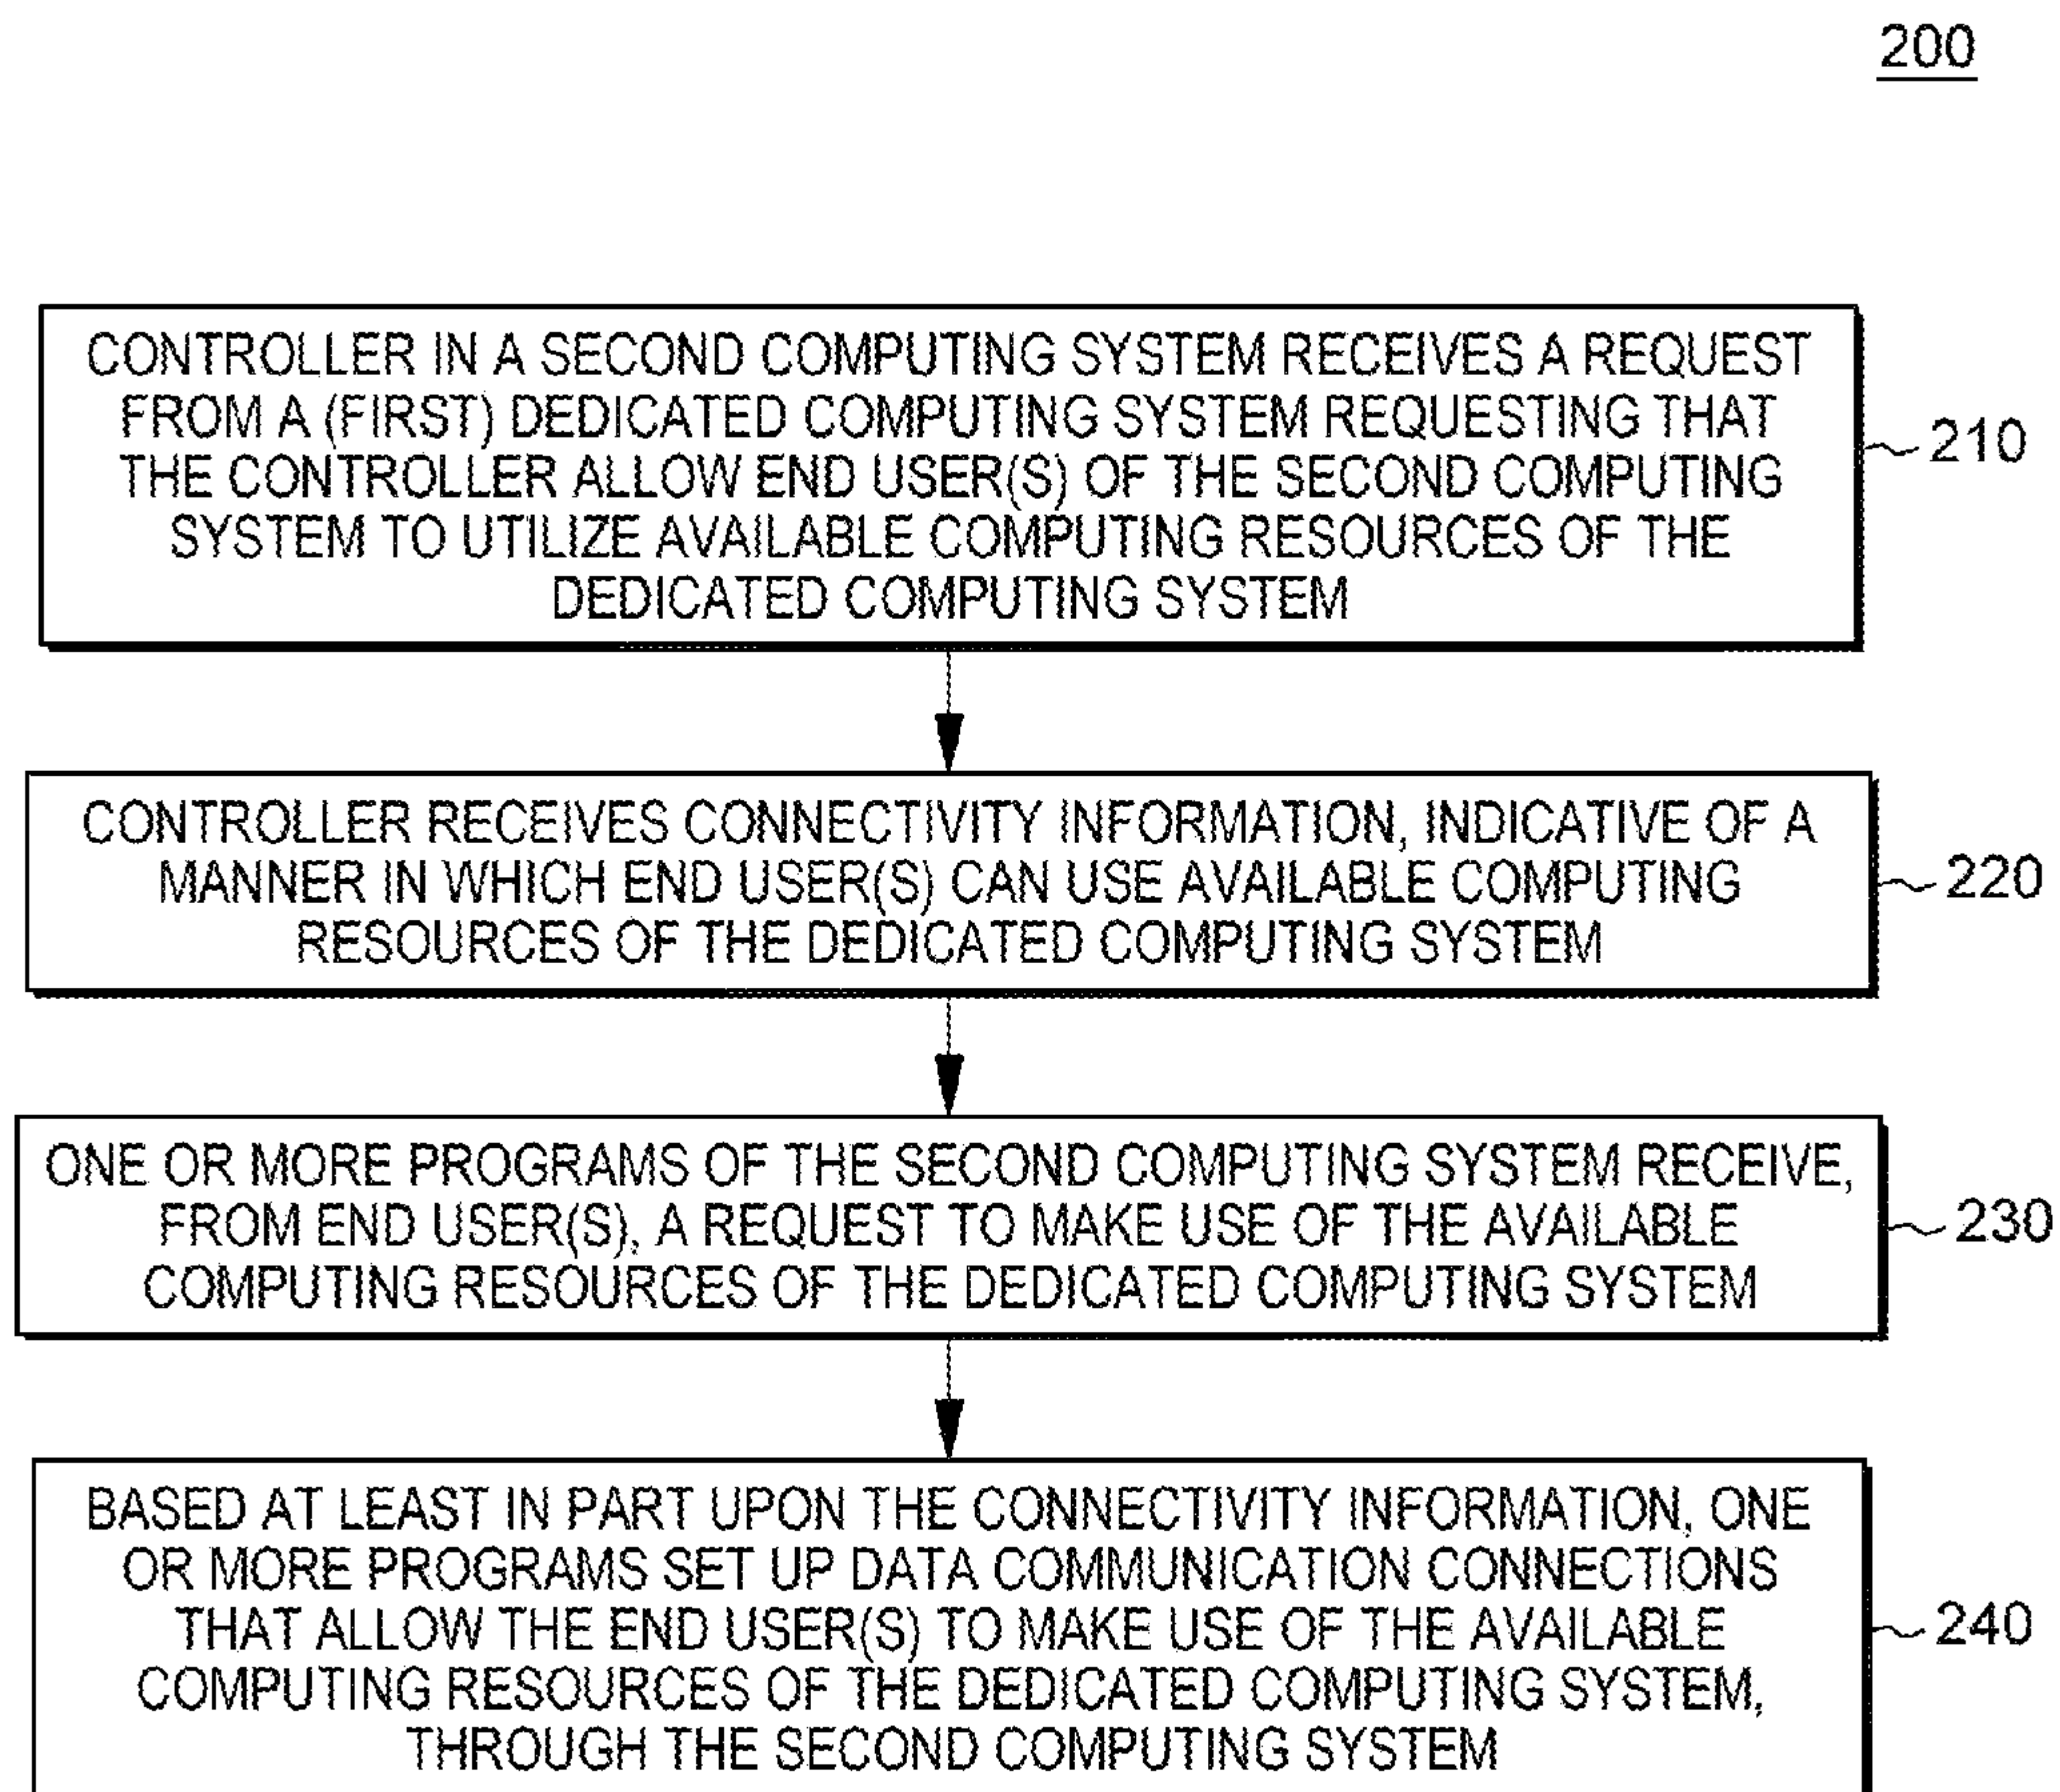 200
CONTROLLER IN A SECOND COMPUTING SYSTEM RECEIVES A REQUEST
FROM A (FIRST) DEDICATED COMPUTING SYSTEM REQUESTING THAT
THE CONTROLLER ALLOW END USER(S) OF THE SECOND COMPUTING
SYSTEM TO UTILIZE AVAILABLE COMPUTING RESOURCES OF THE
DEDICATED COMPUTING SYSTEM
210
CONTROLLER RECEIVES CONNECTIVITY INFORMATION, INDICATIVE OF A
MANNER IN WHICH END USER(S) CAN USE AVAILABLE COMPUTING
RESOURCES OF THE DEDICATED COMPUTING SYSTEM
220
ONE OR MORE PROGRAMS OF THE SECOND COMPUTING SYSTEM RECEIVE,
FROM END USER(S), A REQUEST TO MAKE USE OF THE AVAILABLE
COMPUTING RESOURCES OF THE DEDICATED COMPUTING SYSTEM
230
BASED AT LEAST IN PART UPON THE CONNECTIVITY INFORMATION, ONE
OR MORE PROGRAMS SET UP DATA COMMUNICATION CONNECTIONS
THAT ALLOW THE END USER(S) TO MAKE USE OF THE AVAILABLE
COMPUTING RESOURCES OF THE DEDICATED COMPUTING SYSTEM,
THROUGH THE SECOND COMPUTING SYSTEM
240